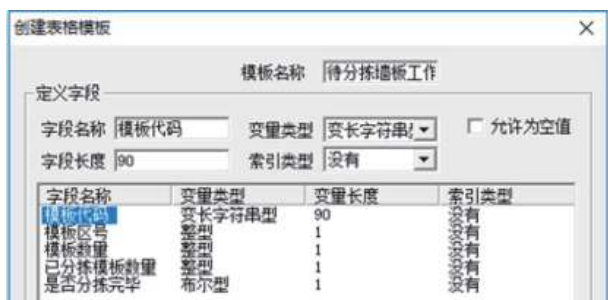 创建表格模板
模板名称 待分拣墙板工作
定义字段
字段名称 模板代码 变量类型 变长字符串 允许为空值
字段长度 90 索引类型 没有
字段名称 变量类型 变量长度 索引类型
模板代码 变长字符串型 90 没有
模板区号 整型 1 没有
模板数量 整型 1 没有
已分拣模板数量 整型 1 没有
是否分拣完毕 布尔型 1 没有